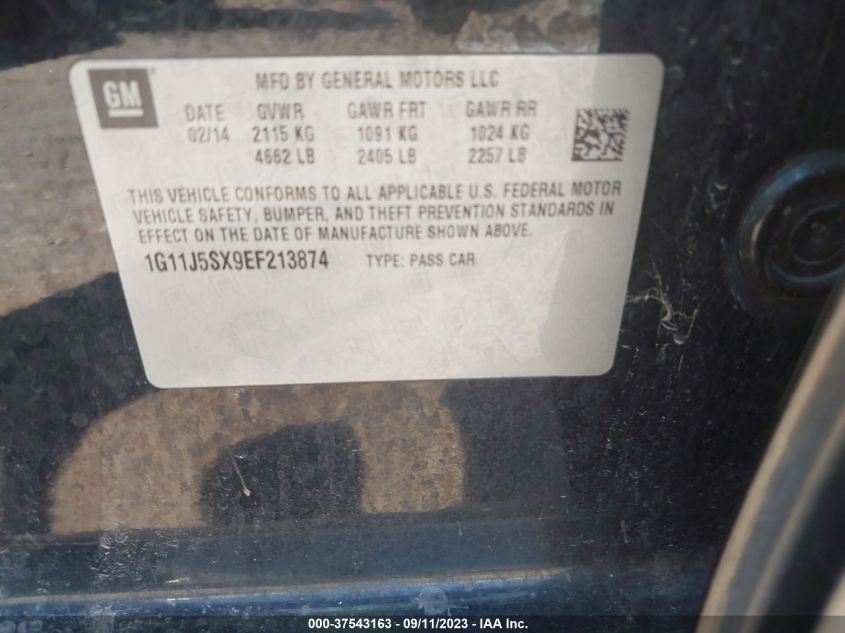 GM
MFD BY GENERAL MOTORS LLC
DATE GVWR GAWR FRT GAWR RR
02/14 2115 KG 1091 KG 1024 KG
4662 LB 2405 LB 2257 LB
THIS VEHICLE CONFORMS TO ALL APPLICABLE U.S. FEDERAL MOTOR
VEHICLE SAFETY, BUMPER, AND THEFT PREVENTION STANDARDS IN
EFFECT ON THE DATE OF MANUFACTURE SHOWN ABOVE.
1G11J5SX9EF213874 TYPE: PASS CAR
000-37543163 - 09/11/2023 - IAA Inc.